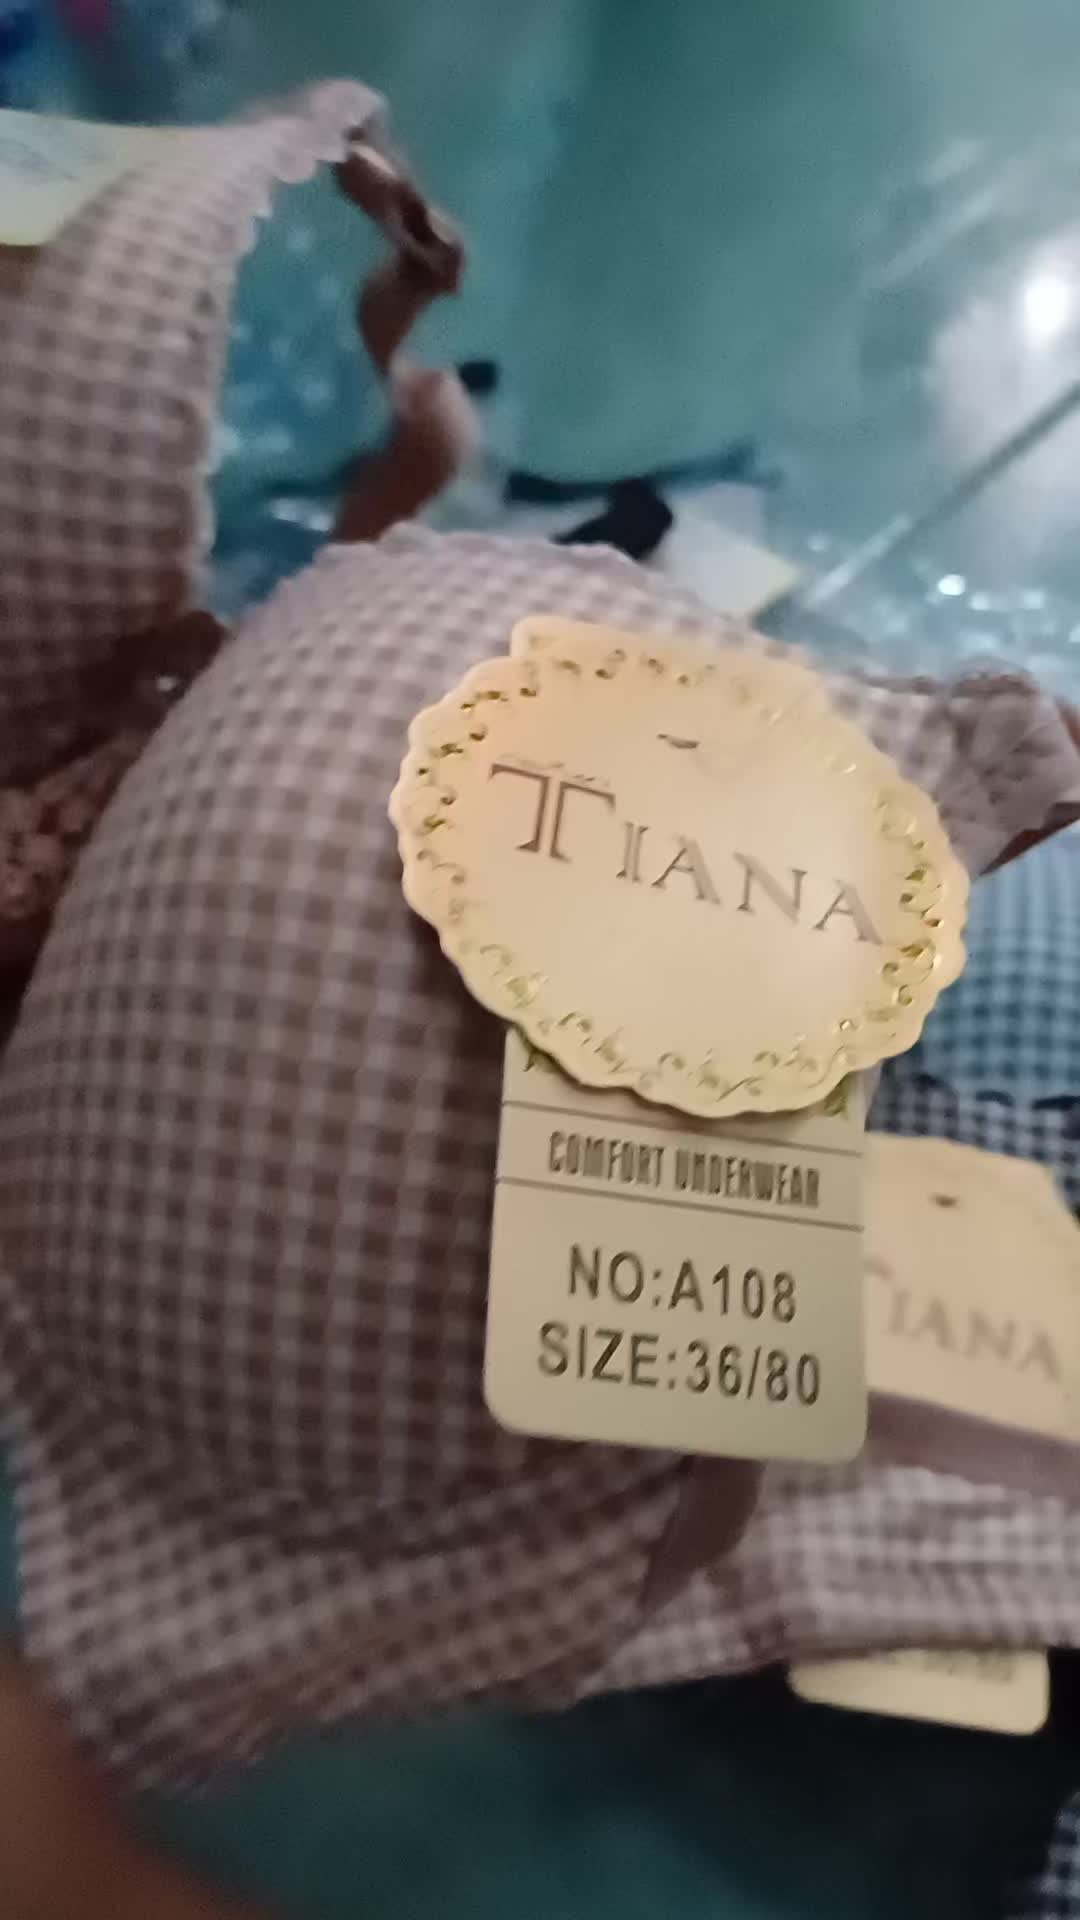 TIANA
COMFORT UNDERWEAR
NO:A108
SIZE:36/80
TIANA